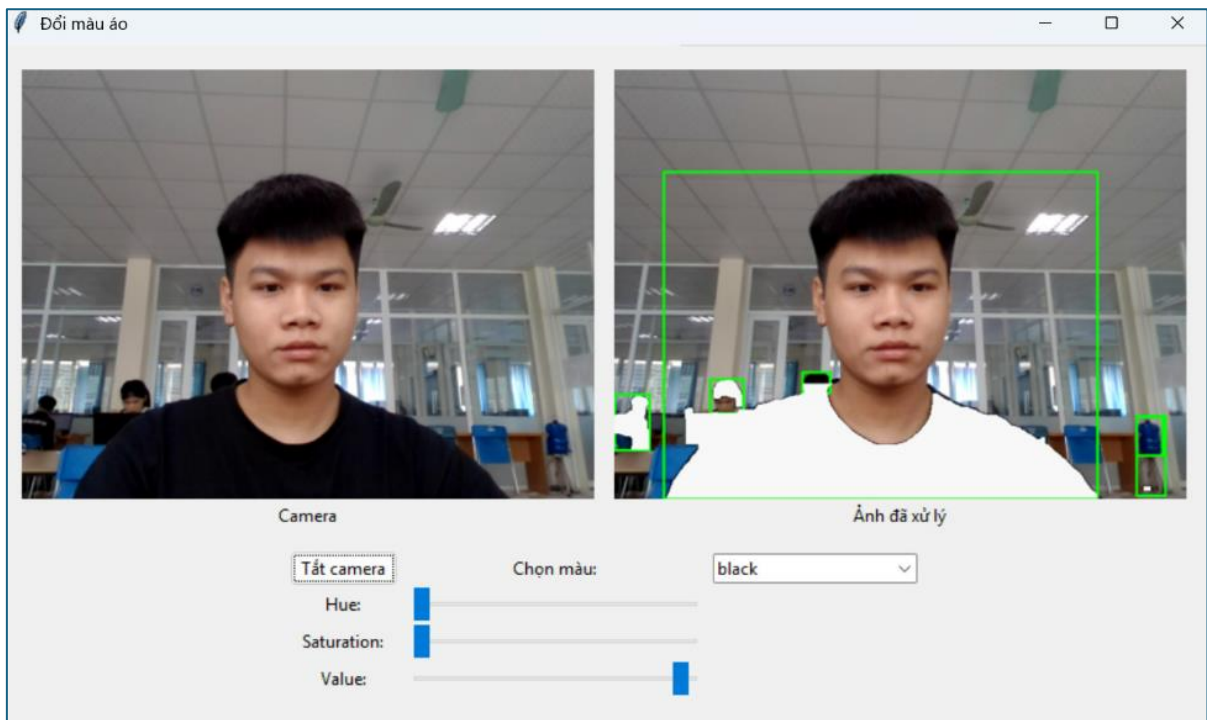 Đổi màu áo
Camera
Ảnh đã xử lý
Tắt camera
Chọn màu:
black
Hue:
Saturation:
Value: